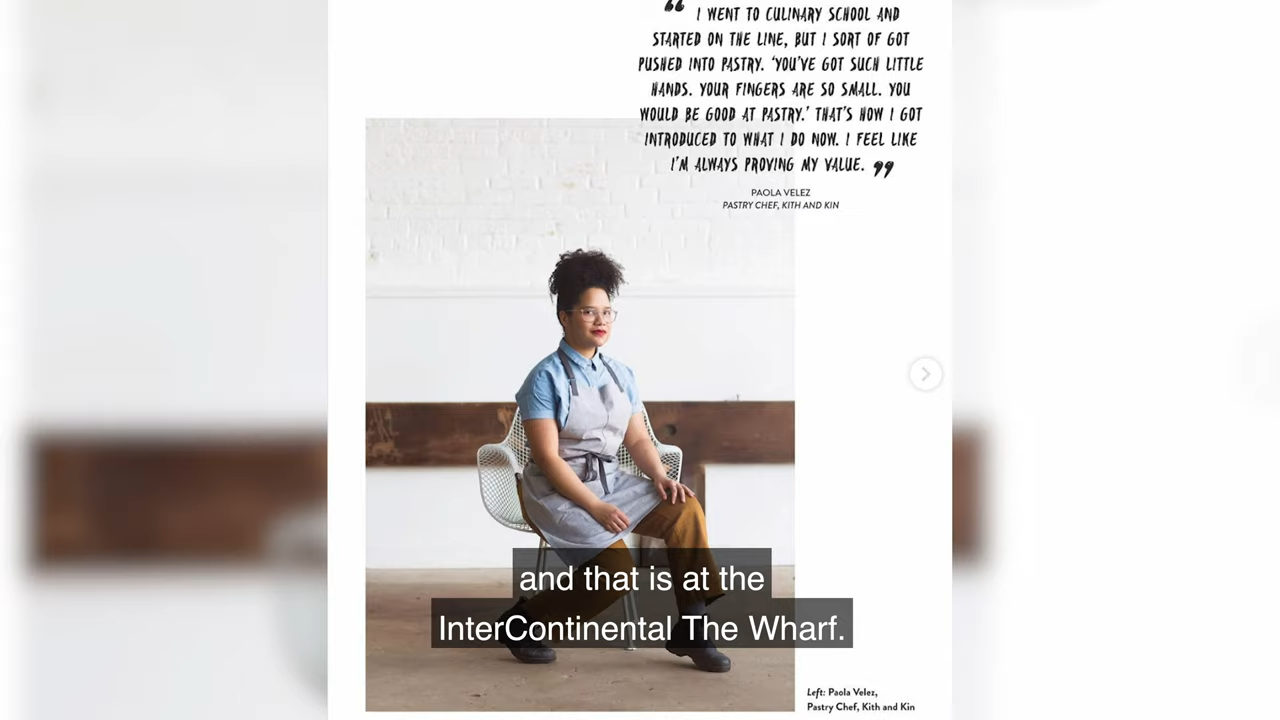 “ I WENT TO CULINARY SCHOOL AND
STARTED ON THE LINE, BUT I SORT OF GOT
PUSHED INTO PASTRY. ‘YOU’VE GOT SUCH LITTLE
HANDS. YOUR FINGERS ARE SO SMALL. YOU
WOULD BE GOOD AT PASTRY.’ THAT’S HOW I GOT
INTRODUCED TO WHAT I DO NOW. I FEEL LIKE
I’M ALWAYS PROVING MY VALUE. ”
PAOLA VELEZ
PASTRY CHEF, KITH AND KIN
and that is at the
InterContinental The Wharf.
Left: Paola Velez,
Pastry Chef, Kith and Kin